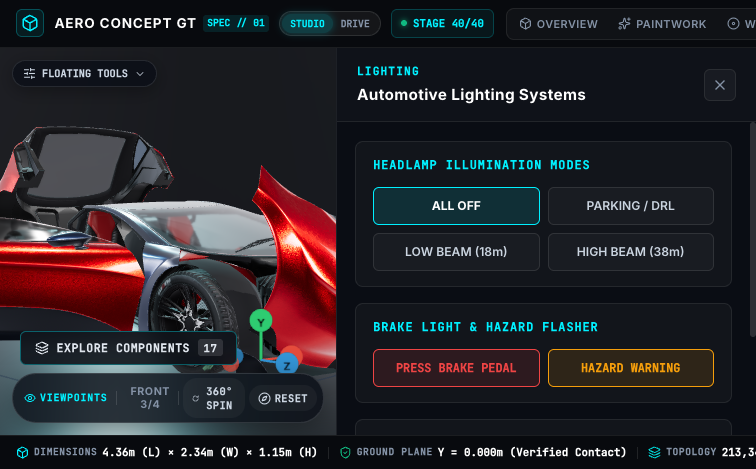 AERO CONCEPT GT
SPEC // 01
STUDIO
DRIVE
STAGE 40/40
OVERVIEW
PAINTWORK
W
FLOATING TOOLS
LIGHTING
Automotive Lighting Systems
HEADLAMP ILLUMINATION MODES
ALL OFF
PARKING / DRL
LOW BEAM (18m)
HIGH BEAM (38m)
BRAKE LIGHT & HAZARD FLASHER
PRESS BRAKE PEDAL
HAZARD WARNING
Y
Z
EXPLORE COMPONENTS 17
VIEWPOINTS
FRONT
3/4
360°
SPIN
RESET
DIMENSIONS 4.36m (L) × 2.34m (W) × 1.15m (H)
GROUND PLANE Y = 0.000m (Verified Contact)
TOPOLOGY 213,